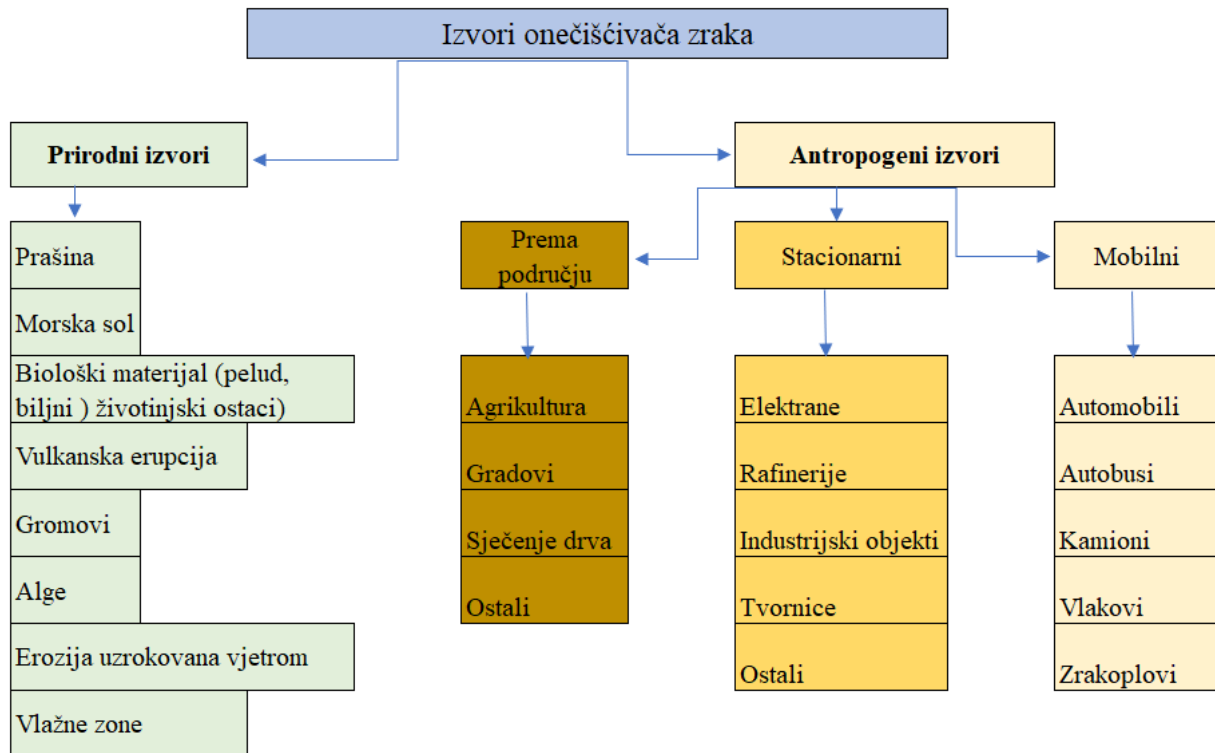 Izvori onečišćivača zraka
Prirodni izvori
Antropogeni izvori
Prašina
Morska sol
Biološki materijal (pelud,
biljni ) životinjski ostaci)
Vulkanska erupcija
Gromovi
Alge
Erozija uzrokovana vjetrom
Vlažne zone
Prema
području
Agrikultura
Gradovi
Sječenje drva
Ostali
Stacionarni
Elektrane
Rafinerije
Industrijski objekti
Tvornice
Ostali
Mobilni
Automobili
Autobusi
Kamioni
Vlakovi
Zrakoplovi